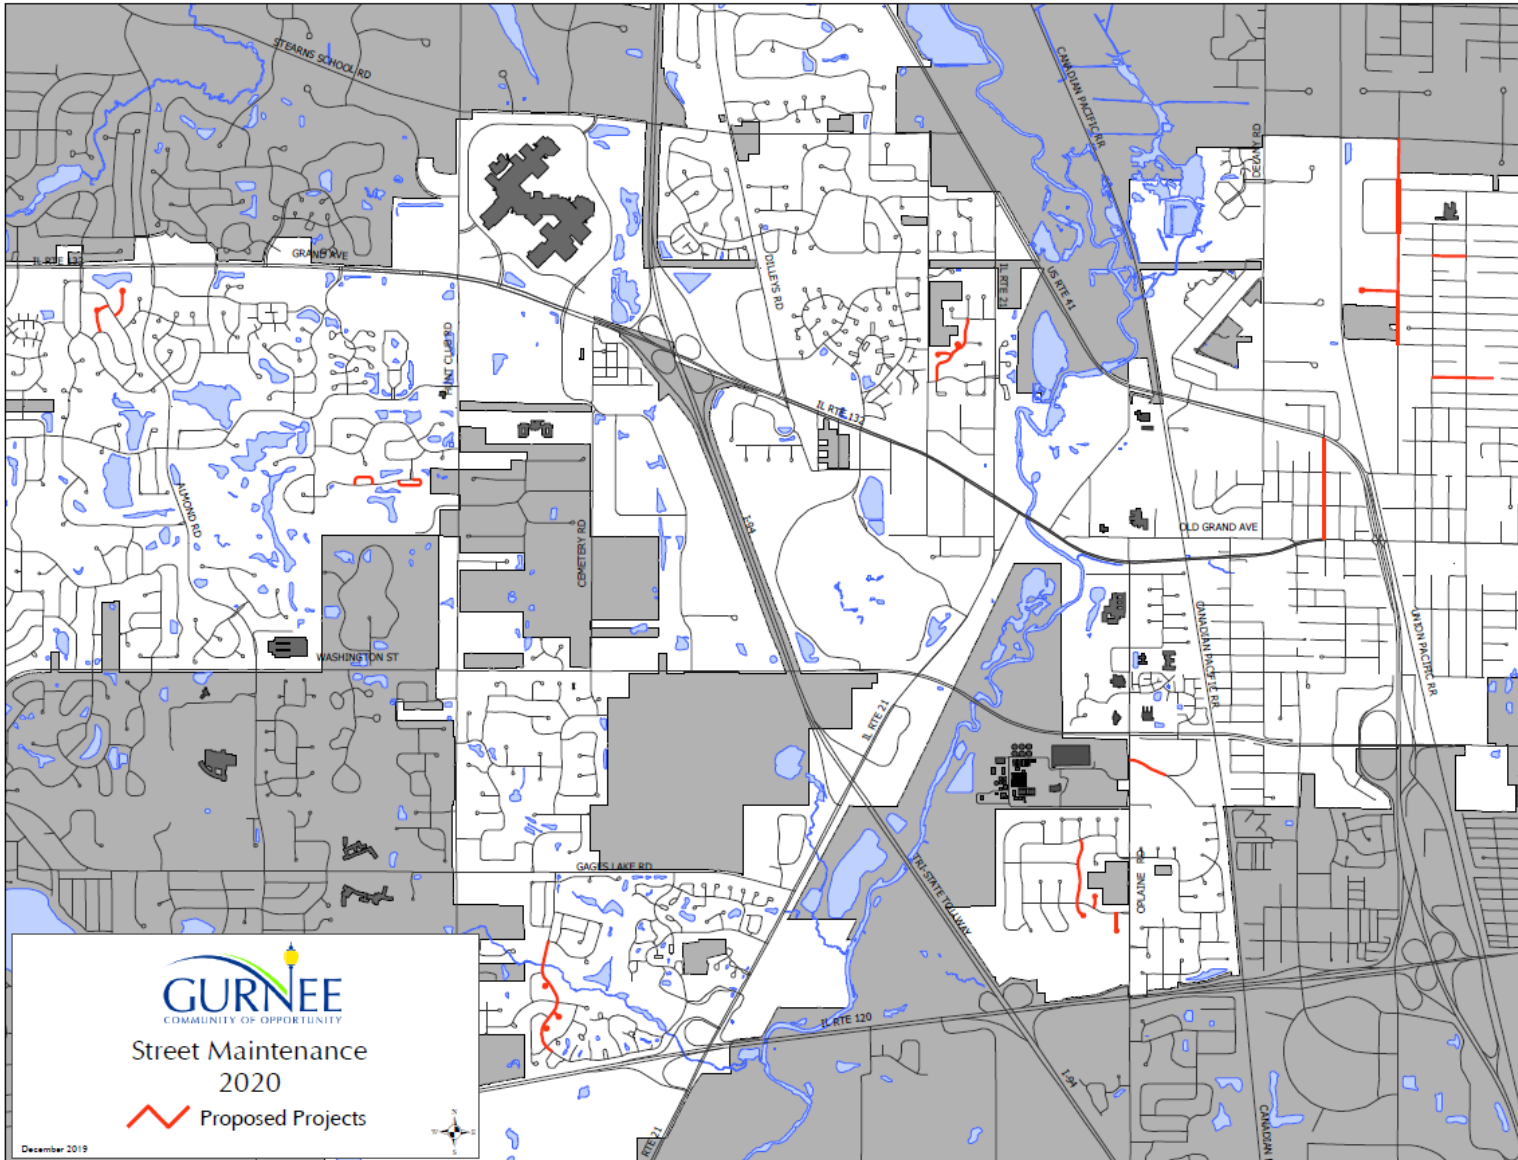 STEARNS SCHOOL RD
CANADIAN PACIFIC RR
DELANY RD
IL RTE 132
GRAND AVE
DILLEYS RD
IL RTE 21
US RTE 41
HUNT CLUB RD
IL RTE 132
ALMOND RD
I-94
CEMETERY RD
OLD GRAND AVE
WASHINGTON ST
CANADIAN PACIFIC RR
UNION PACIFIC RR
IL RTE 21
GAGES LAKE RD
TRI-STATE TOLLWAY
OPLAINE RD
IL RTE 120
I-94
RTE 21
CANADIAN
GURNEE
COMMUNITY OF OPPORTUNITY
Street Maintenance
2020
Proposed Projects
N
W E
S
December 2019